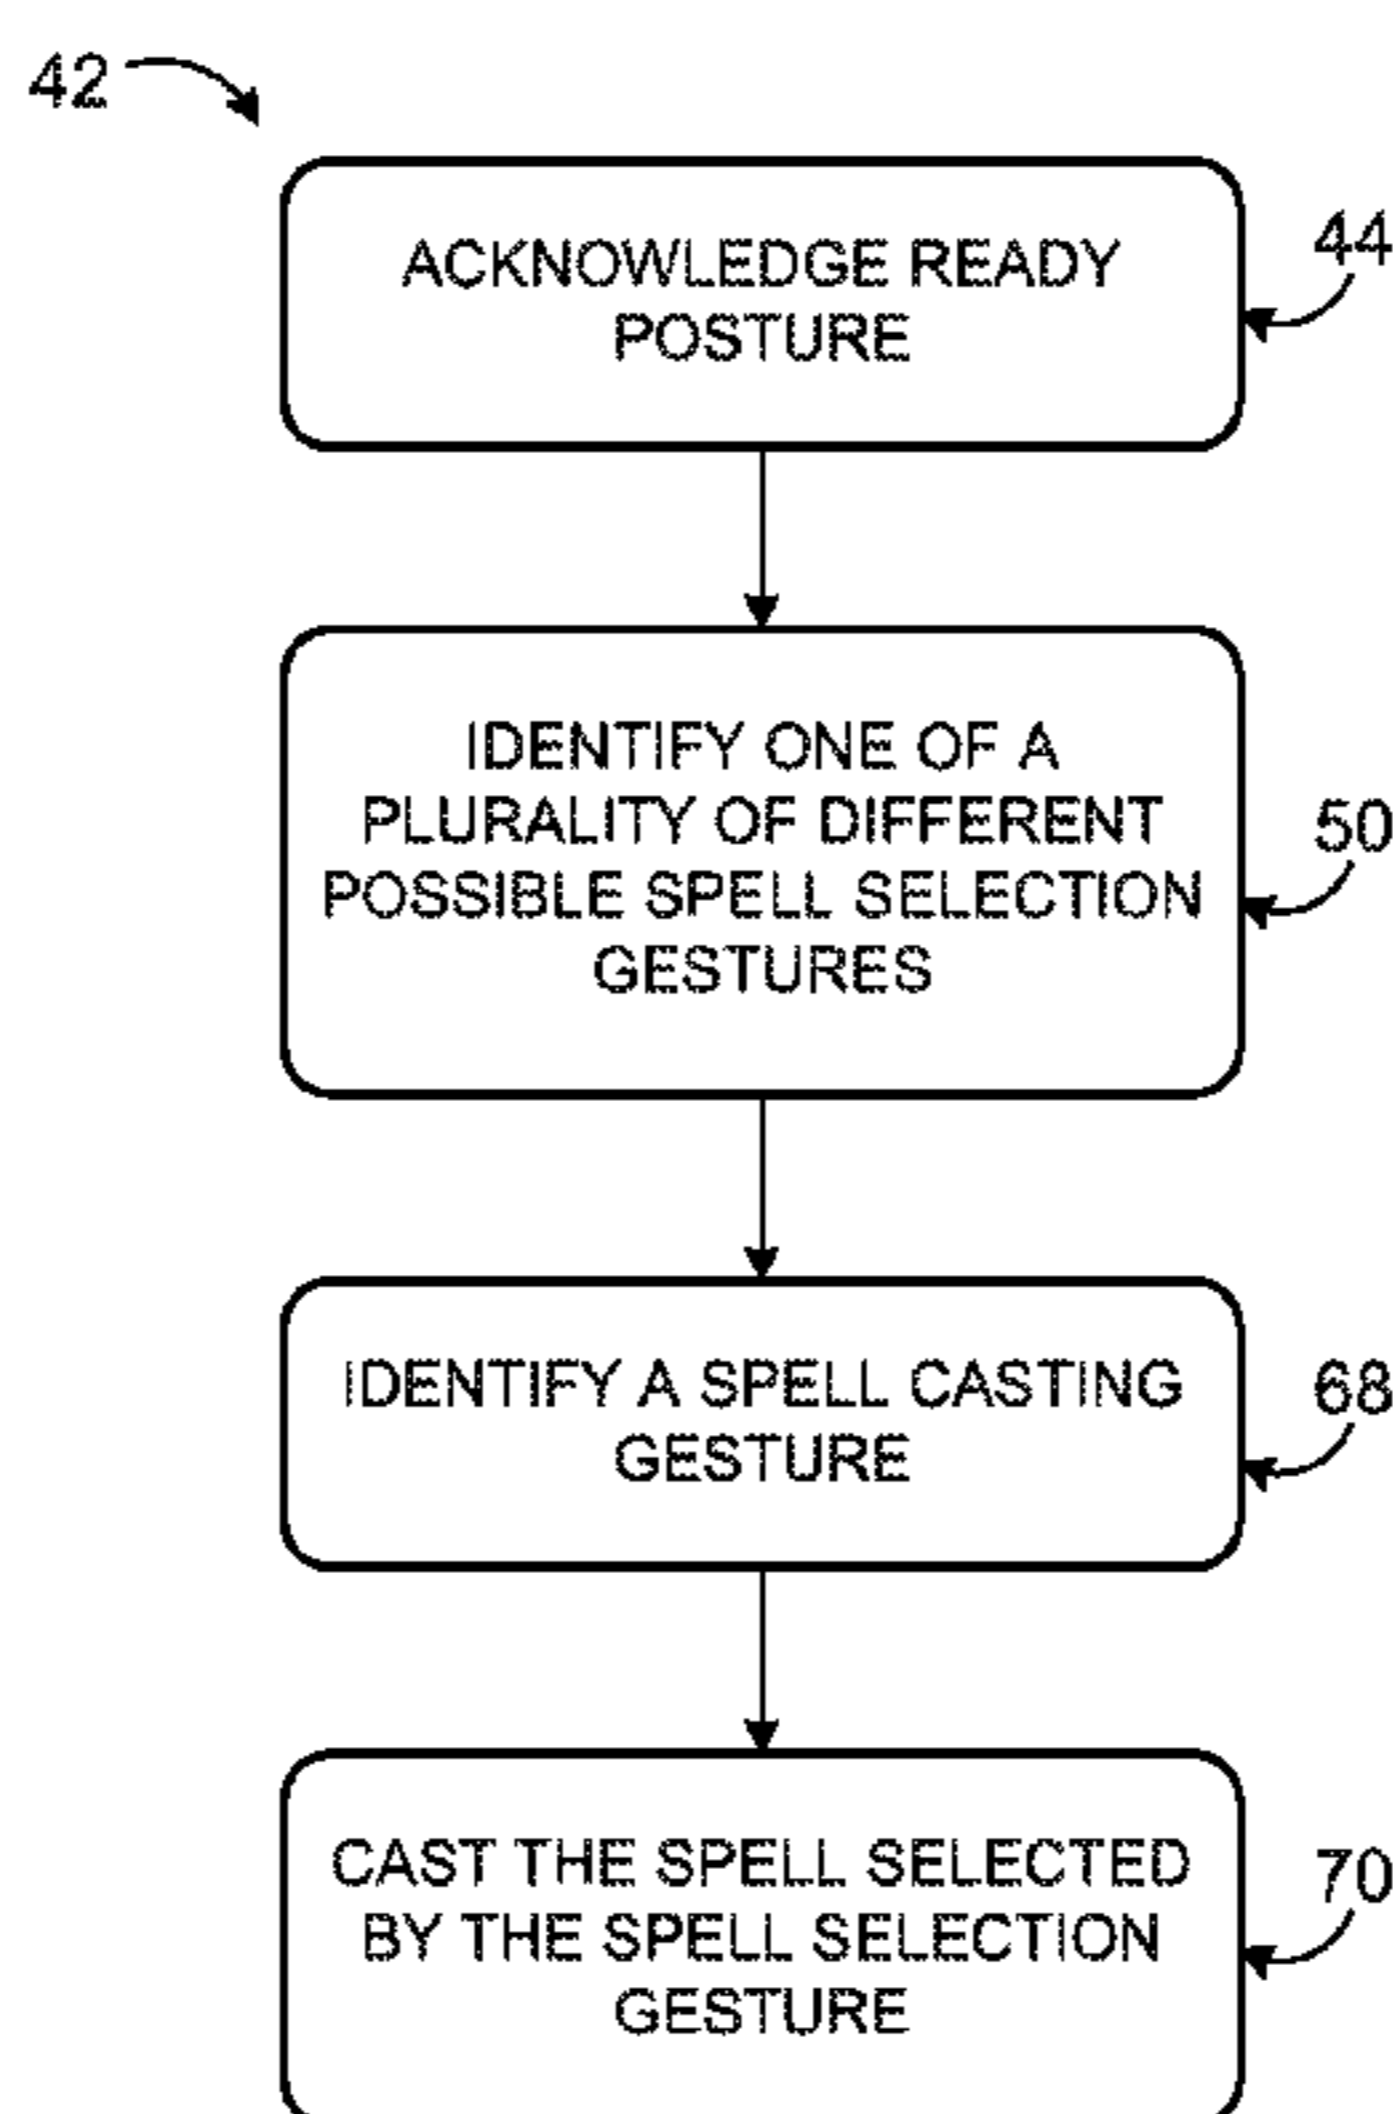 42
ACKNOWLEDGE READY
POSTURE
44
IDENTIFY ONE OF A
PLURALITY OF DIFFERENT
POSSIBLE SPELL SELECTION
GESTURES
50
IDENTIFY A SPELL CASTING
GESTURE
68
CAST THE SPELL SELECTED
BY THE SPELL SELECTION
GESTURE
70